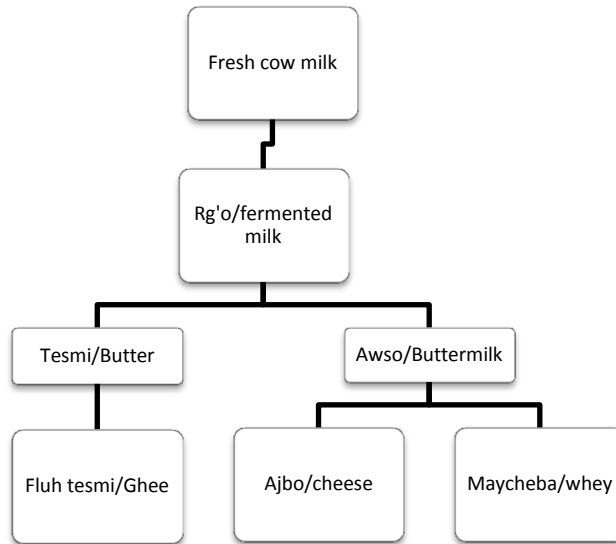 Fresh cow milk
Rg'o/fermented
milk
Tesmi/Butter
Awso/Buttermilk
Fluh tesmi/Ghee
Ajbo/cheese
Maycheba/whey